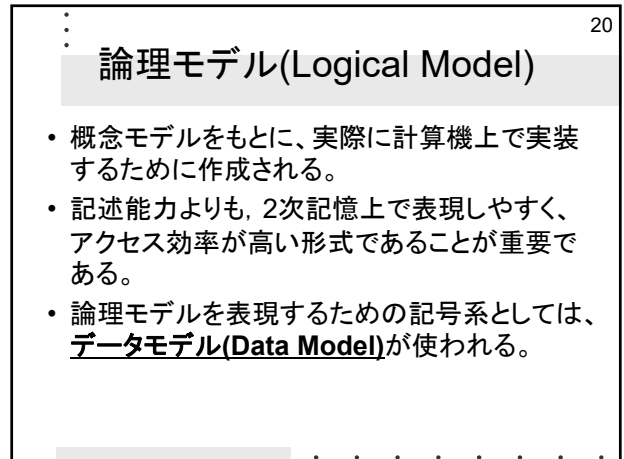 20
論理モデル(Logical Model)
• 概念モデルをもとに、実際に計算機上で実装
するために作成される。
• 記述能力よりも，2次記憶上で表現しやすく、
アクセス効率が高い形式であることが重要で
ある。
• 論理モデルを表現するための記号系としては、
データモデル(Data Model)が使われる。